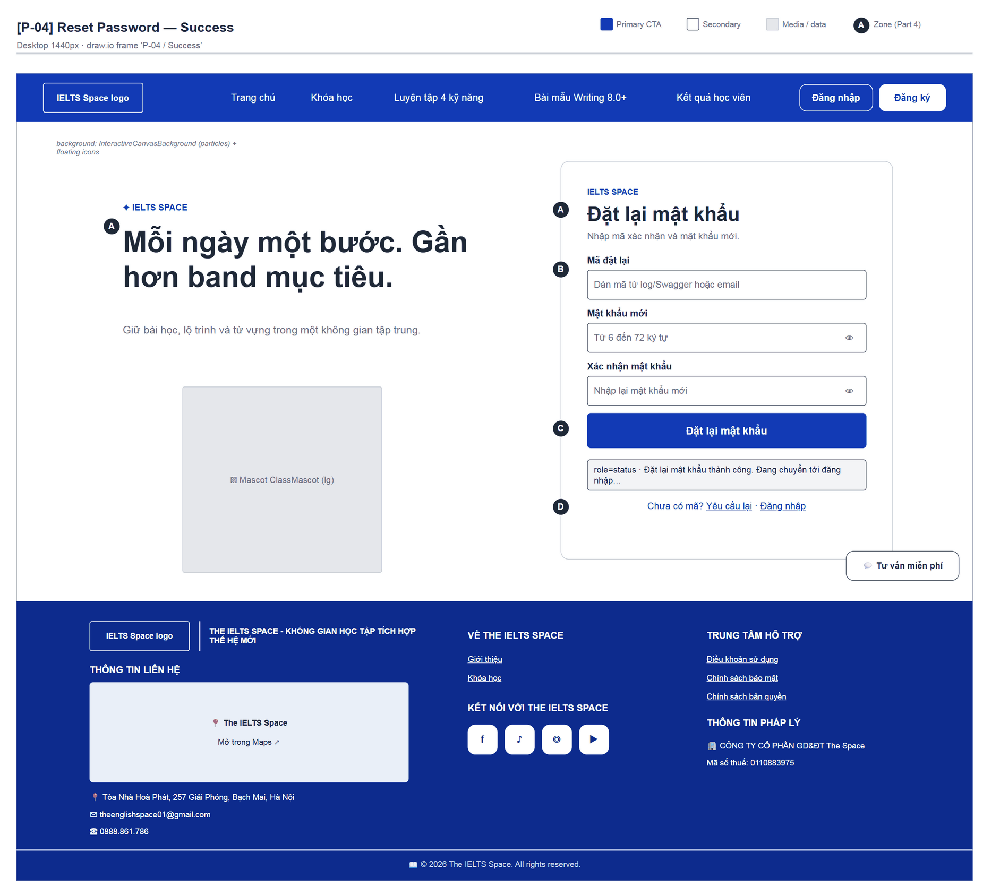 [P-04] Reset Password — Success
Desktop 1440px · draw.io frame 'P-04 / Success'
Primary CTA
Secondary
Media / data
A Zone (Part 4)
IELTS Space logo
Trang chủ
Khóa học
Luyện tập 4 kỹ năng
Bài mẫu Writing 8.0+
Kết quả học viên
Đăng nhập
Đăng ký
background: InteractiveCanvasBackground (particles) +
floating icons
✦ IELTS SPACE
A
Mỗi ngày một bước. Gần
hơn band mục tiêu.
Giữ bài học, lộ trình và từ vựng trong một không gian tập trung.
Mascot ClassMascot (lg)
IELTS SPACE
A
Đặt lại mật khẩu
Nhập mã xác nhận và mật khẩu mới.
Mã đặt lại
B
Dán mã từ log/Swagger hoặc email
Mật khẩu mới
Từ 6 đến 72 ký tự
Xác nhận mật khẩu
Nhập lại mật khẩu mới
C
Đặt lại mật khẩu
role=status · Đặt lại mật khẩu thành công. Đang chuyển tới đăng
nhập...
D
Chưa có mã? Yêu cầu lại · Đăng nhập
Tư vấn miễn phí
IELTS Space logo
THE IELTS SPACE - KHÔNG GIAN HỌC TẬP TÍCH HỢP
THẾ HỆ MỚI
THÔNG TIN LIÊN HỆ
The IELTS Space
Mở trong Maps ↗
Tòa Nhà Hoà Phát, 257 Giải Phóng, Bạch Mai, Hà Nội
theenglishspace01@gmail.com
0888.861.786
VỀ THE IELTS SPACE
Giới thiệu
Khóa học
KẾT NỐI VỚI THE IELTS SPACE
f
TRUNG TÂM HỖ TRỢ
Điều khoản sử dụng
Chính sách bảo mật
Chính sách bản quyền
THÔNG TIN PHÁP LÝ
CÔNG TY CỔ PHẦN GD&ĐT The Space
Mã số thuế: 0110883975
© 2026 The IELTS Space. All rights reserved.